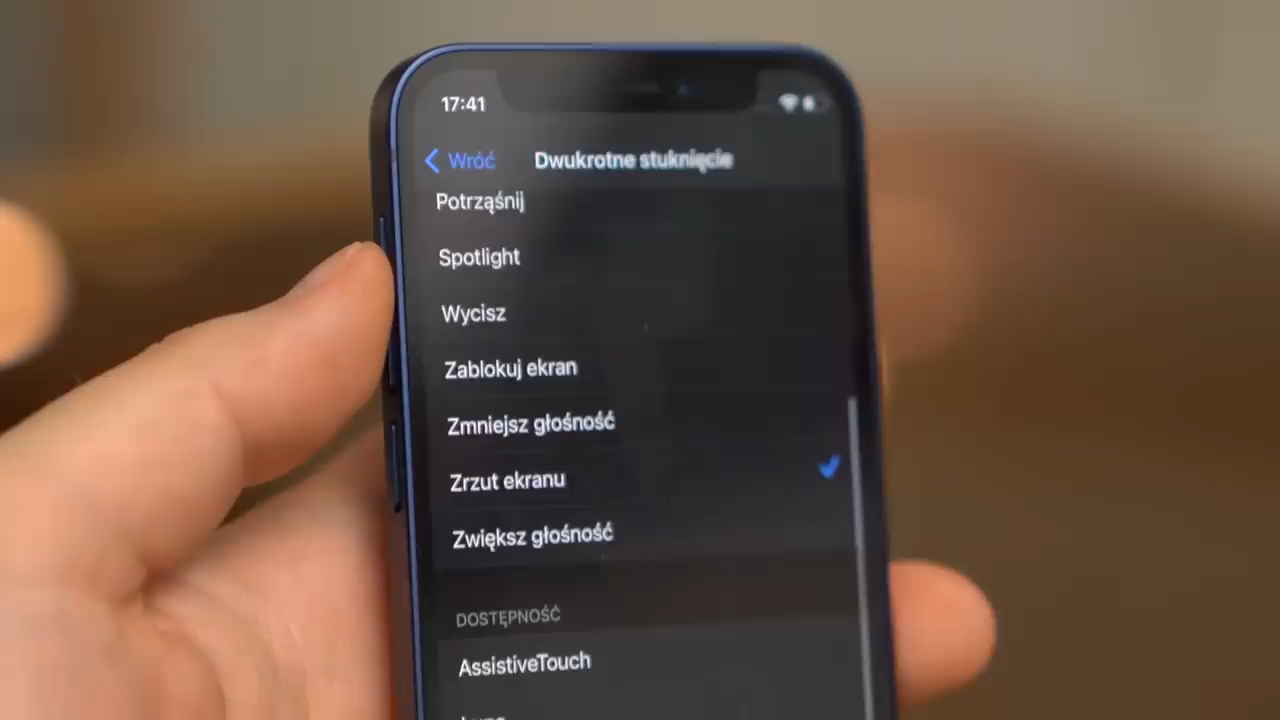 17:41
Wróć Dwukrotne stuknięcie
Potrząśnij
Spotlight
Wycisz
Zablokuj ekran
Zmniejsz głośność
Zrzut ekranu
Zwiększ głośność
DOSTĘPNOŚĆ
AssistiveTouch